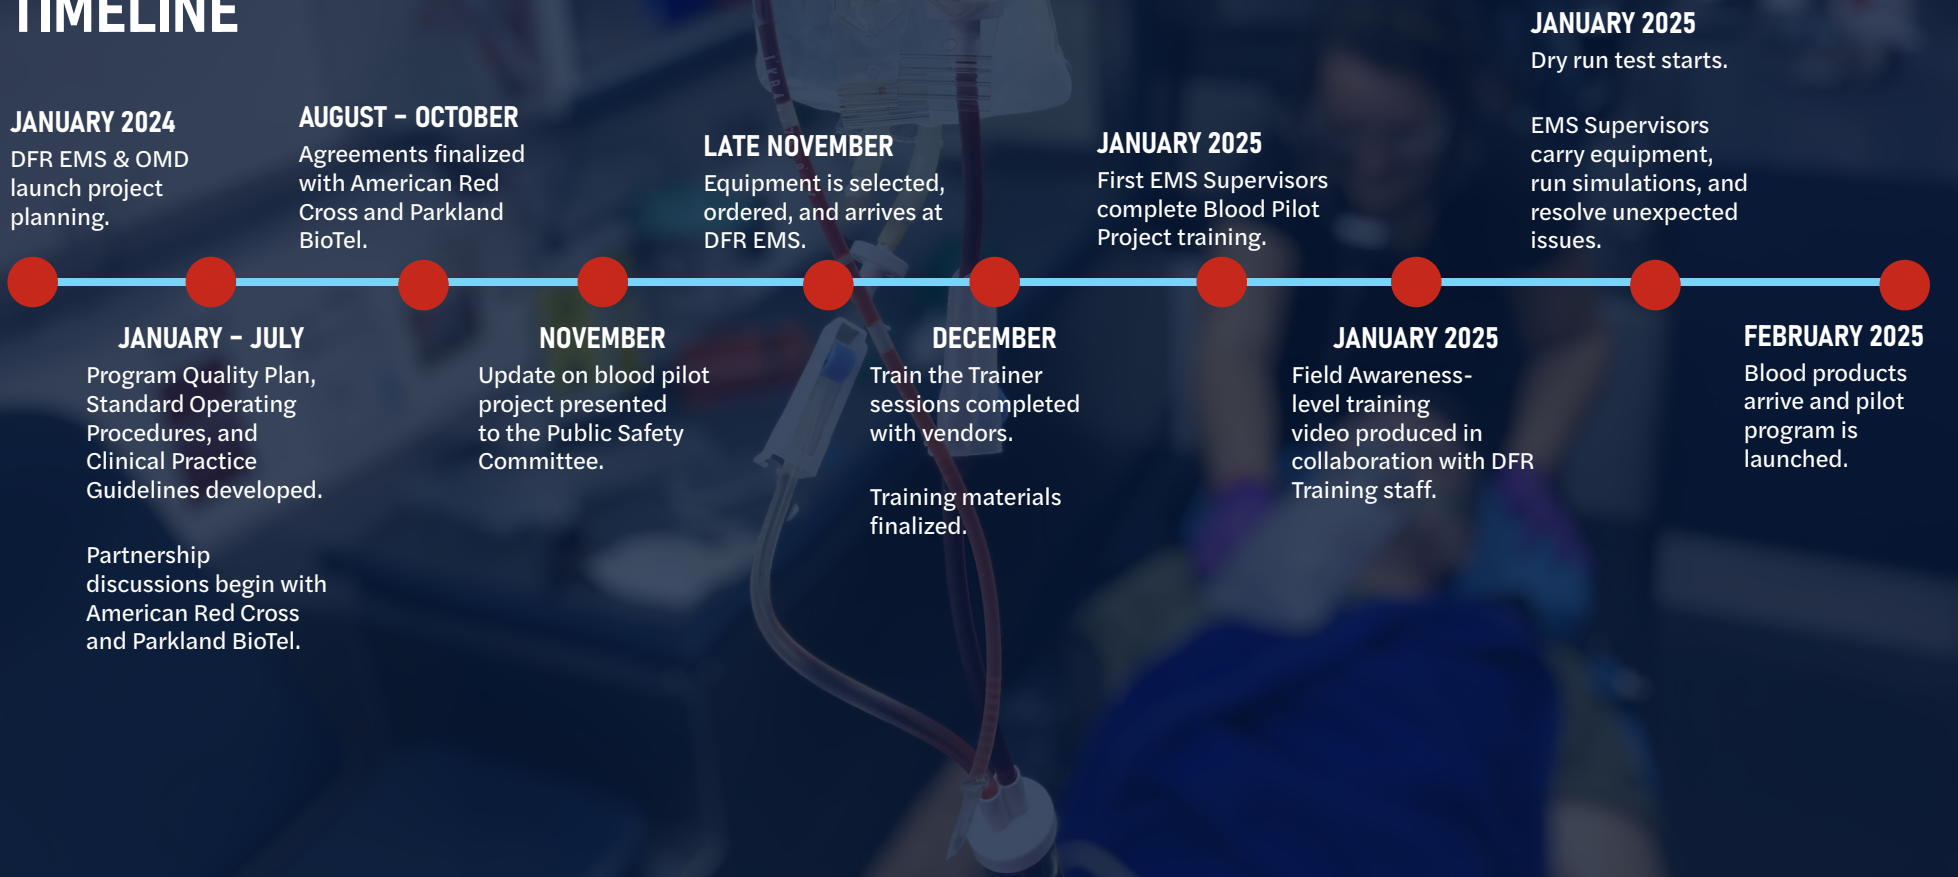 TIMELINE
JANUARY 2024
DFR EMS & OMD
launch project
planning.
JANUARY – JULY
Program Quality Plan,
Standard Operating
Procedures, and
Clinical Practice
Guidelines developed.
Partnership
discussions begin with
American Red Cross
and Parkland BioTel.
AUGUST – OCTOBER
Agreements finalized
with American Red
Cross and Parkland
BioTel.
NOVEMBER
Update on blood pilot
project presented
to the Public Safety
Committee.
LATE NOVEMBER
Equipment is selected,
ordered, and arrives at
DFR EMS.
DECEMBER
Train the Trainer
sessions completed
with vendors.
Training materials
finalized.
JANUARY 2025
First EMS Supervisors
complete Blood Pilot
Project training.
JANUARY 2025
Field Awareness-
level training
video produced in
collaboration with DFR
Training staff.
JANUARY 2025
Dry run test starts.
EMS Supervisors
carry equipment,
run simulations, and
resolve unexpected
issues.
FEBRUARY 2025
Blood products
arrive and pilot
program is
launched.